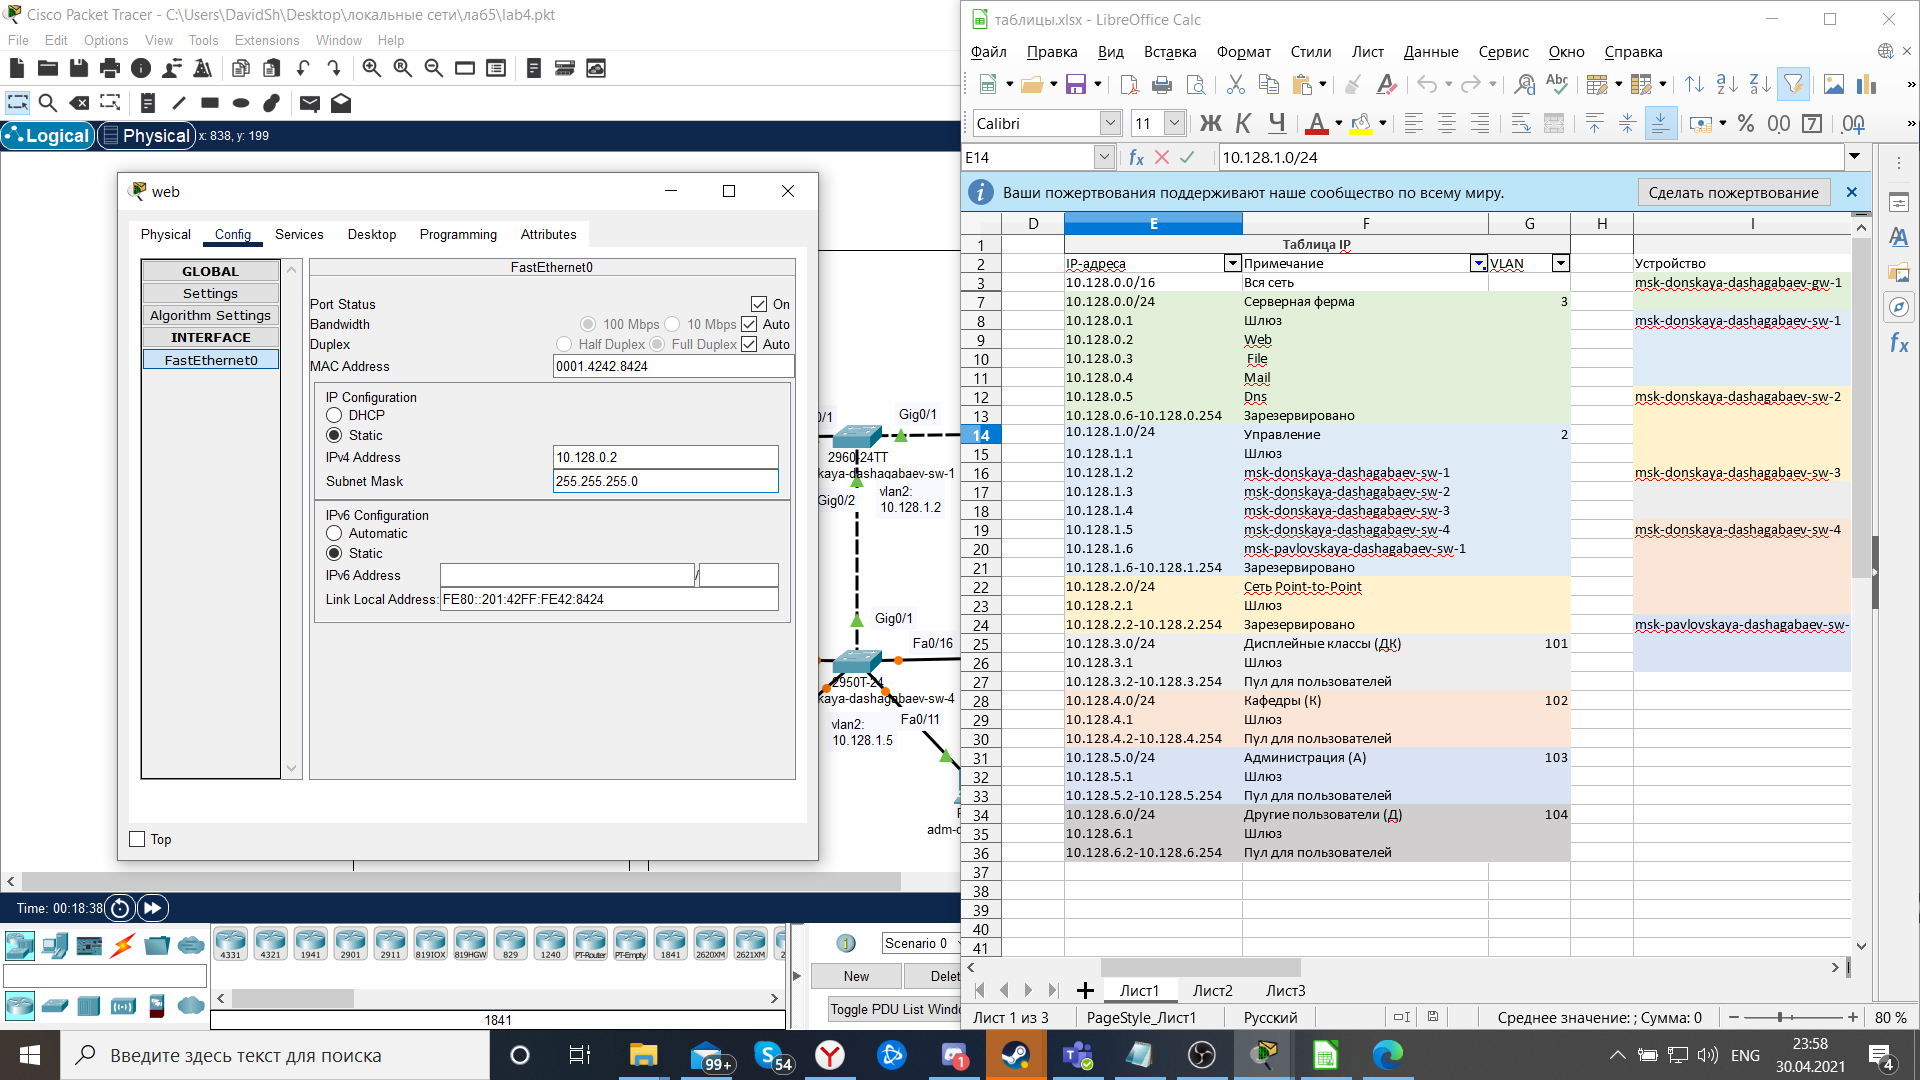 Cisco Packet Tracer - C:\Users\DavidSh\Desktop\локальные сети\ла65\lab4.pkt
File Edit Options View Tools Extensions Window Help
Logical Physical x: 838, y: 199
web
Physical Config Services Desktop Programming Attributes
GLOBAL
Settings
Algorithm Settings
INTERFACE
FastEthernet0
FastEthernet0
Port Status On
Bandwidth 100 Mbps 10 Mbps Auto
Duplex Half Duplex Full Duplex Auto
MAC Address 0001.4242.8424
IP Configuration
DHCP
Static
IPv4 Address 10.128.0.2
Subnet Mask 255.255.255.0
IPv6 Configuration
Automatic
Static
IPv6 Address /
Link Local Address: FE80::201:42FF:FE42:8424
Top
0/1 Gig0/1
2960-24TT
kaya-dashagabaev-sw-1
Gig0/2 vlan2:
10.128.1.2
Gig0/1
Fa0/16
2950T-24
kaya-dashagabaev-sw-4
vlan2: Fa0/11
10.128.1.5
adm-d
Time: 00:18:38
4331 4321 1941 2901 2911 819IOX 819HGW 829 1240 PT-Router PT-Empty 1841 2620XM 2621XM 2
1841
Scenario 0
New Delet
Toggle PDU List Windo
таблицы.xlsx - LibreOffice Calc
Файл Правка Вид Вставка Формат Стили Лист Данные Сервис Окно Справка
Calibri 11 Ж К Ч
E14 10.128.1.0/24
Ваши пожертвования поддерживают наше сообщество по всему миру. Сделать пожертвование
D E F G H I
1 Таблица IP
2 IP-адреса Примечание VLAN Устройство
3 10.128.0.0/16 Вся сеть msk-donskaya-dashagabaev-gw-1
7 10.128.0.0/24 Серверная ферма 3
8 10.128.0.1 Шлюз msk-donskaya-dashagabaev-sw-1
9 10.128.0.2 Web
10 10.128.0.3 File
11 10.128.0.4 Mail
12 10.128.0.5 Dns msk-donskaya-dashagabaev-sw-2
13 10.128.0.6-10.128.0.254 Зарезервировано
14 10.128.1.0/24 Управление 2
15 10.128.1.1 Шлюз
16 10.128.1.2 msk-donskaya-dashagabaev-sw-1 msk-donskaya-dashagabaev-sw-3
17 10.128.1.3 msk-donskaya-dashagabaev-sw-2
18 10.128.1.4 msk-donskaya-dashagabaev-sw-3
19 10.128.1.5 msk-donskaya-dashagabaev-sw-4 msk-donskaya-dashagabaev-sw-4
20 10.128.1.6 msk-pavlovskaya-dashagabaev-sw-1
21 10.128.1.6-10.128.1.254 Зарезервировано
22 10.128.2.0/24 Сеть Point-to-Point
23 10.128.2.1 Шлюз
24 10.128.2.2-10.128.2.254 Зарезервировано msk-pavlovskaya-dashagabaev-sw-
25 10.128.3.0/24 Дисплейные классы (ДК) 101
26 10.128.3.1 Шлюз
27 10.128.3.2-10.128.3.254 Пул для пользователей
28 10.128.4.0/24 Кафедры (К) 102
29 10.128.4.1 Шлюз
30 10.128.4.2-10.128.4.254 Пул для пользователей
31 10.128.5.0/24 Администрация (А) 103
32 10.128.5.1 Шлюз
33 10.128.5.2-10.128.5.254 Пул для пользователей
34 10.128.6.0/24 Другие пользователи (Д) 104
35 10.128.6.1 Шлюз
36 10.128.6.2-10.128.6.254 Пул для пользователей
37
38
39
40
41
Лист1 Лист2 Лист3
Лист 1 из 3 PageStyle_Лист1 Русский Среднее значение: ; Сумма: 0 80 %
Введите здесь текст для поиска 99+ 54 1 ENG 23:58
30.04.2021 4